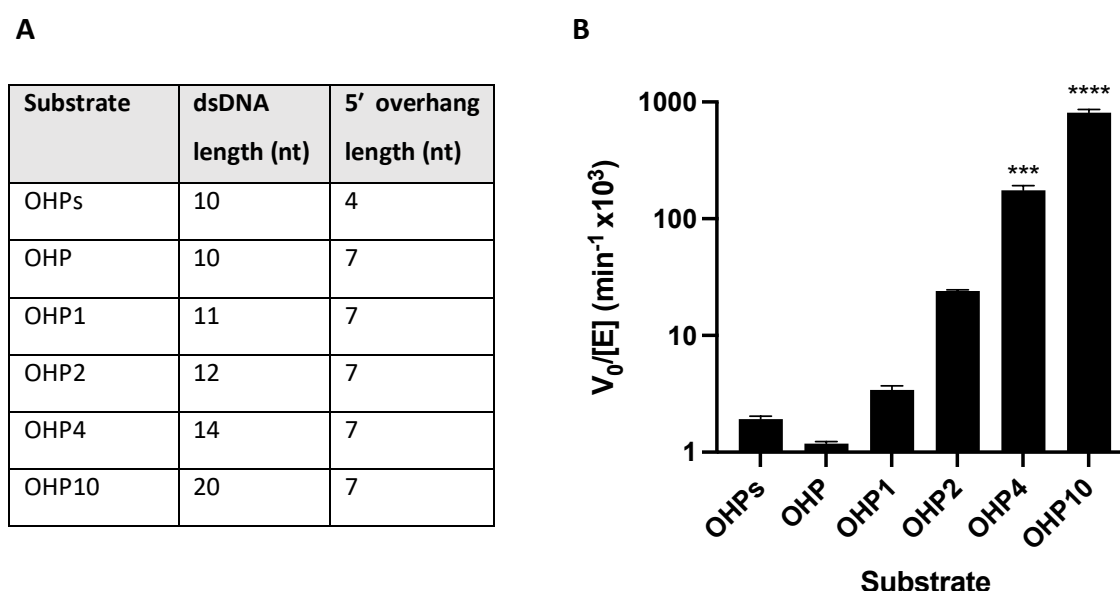 A
Substrate dsDNA 5′ overhang
length (nt) length (nt)
OHPs 10 4
OHP 10 7
OHP1 11 7
OHP2 12 7
OHP4 14 7
OHP10 20 7
B
V₀/[E] (min⁻¹ x10³)
1000
100
10
1
***
****
OHPs
OHP
OHP1
OHP2
OHP4
OHP10
Substrate